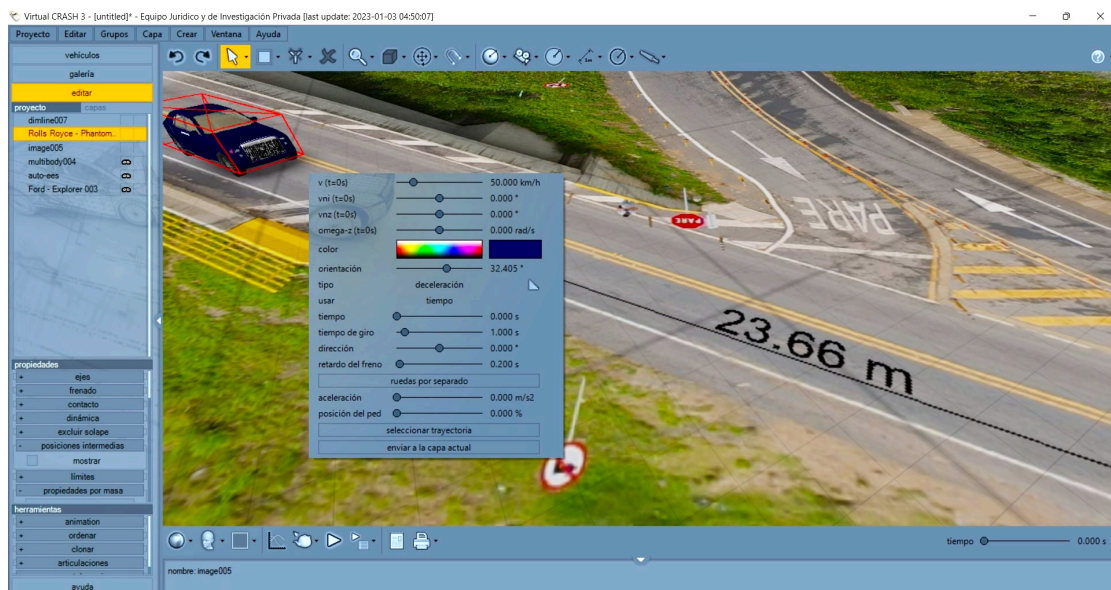 Virtual CRASH 3 - [untitled]* - Equipo Juridico y de Investigación Privada [last update: 2023-01-03 04:50:07]
Proyecto Editar Grupos Capa Crear Ventana Ayuda
vehículos
galería
editar
proyecto capas
dimline007
Rolls Royce - Phantom..
image005
multibody004
auto-ees
Ford - Explorer 003
propiedades
+ ejes
+ frenado
+ contacto
+ dinámica
+ excluir solape
- posiciones intermedias
mostrar
+ límites
- propiedades por masa
herramientas
+ animation
+ ordenar
+ clonar
+ articulaciones
ayuda
v (t=0s) 50.000 km/h
vni (t=0s) 0.000 °
vnz (t=0s) 0.000 °
omega-z (t=0s) 0.000 rad/s
color
orientación 32.405 °
tipo deceleración
usar tiempo
tiempo 0.000 s
tiempo de giro 1.000 s
dirección 0.000 °
retardo del freno 0.200 s
ruedas por separado
aceleración 0.000 m/s2
posición del ped 0.000 %
seleccionar trayectoria
enviar a la capa actual
PARE
PARE
23.66 m
tiempo 0.000 s
nombre: image005